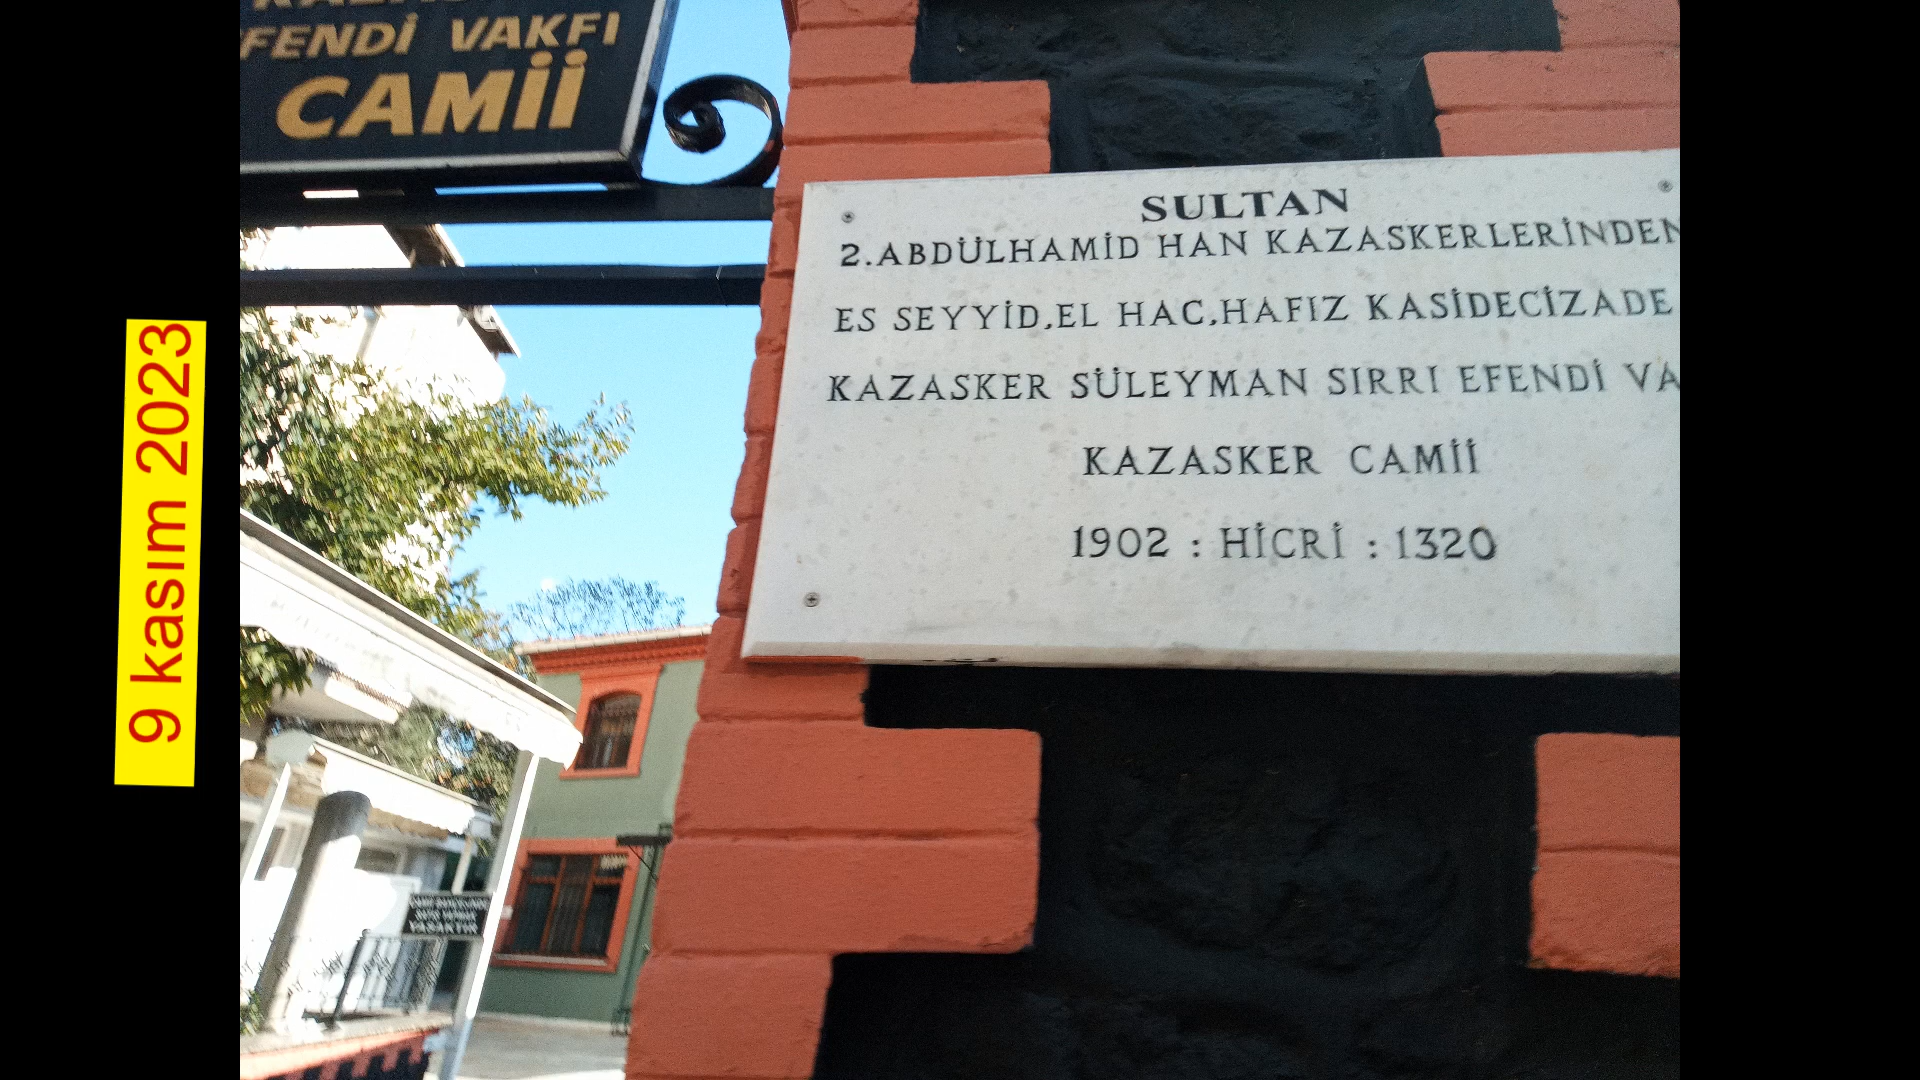 9 kasım 2023
FENDİ VAKFI
CAMİİ
SULTAN
2.ABDÜLHAMİD HAN KAZASKERLERİNDEN
ES SEYYİD,EL HAC,HAFIZ KASİDECİZADE
KAZASKER SÜLEYMAN SIRRI EFENDİ VA
KAZASKER CAMİİ
1902 : HİCRİ : 1320
YASAKTIR